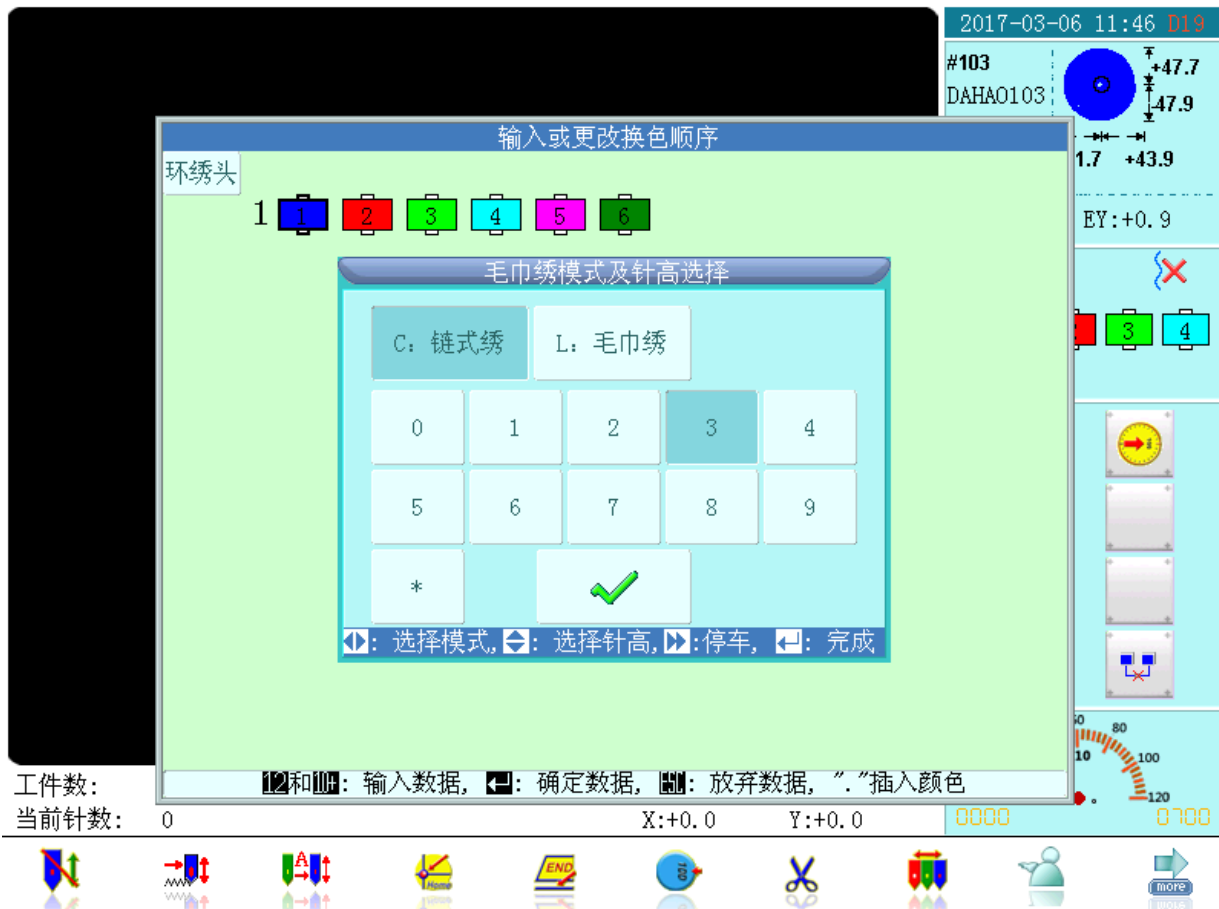 2017-03-06 11:46 D19
#103
DAHAO103
+47.7
-47.9
1.7 +43.9
EY:+0.9
输入或更改换色顺序
环绣头
1 1 2 3 4 5 6
3 4
毛巾绣模式及针高选择
C: 链式绣 L: 毛巾绣
0 1 2 3 4
5 6 7 8 9
*
: 选择模式, : 选择针高, :停车, : 完成
: 输入数据, : 确定数据, : 放弃数据, "."插入颜色
80
10 100
120
0000 0700
工件数:
当前针数: 0 X:+0.0 Y:+0.0
A
Home
END
100
more